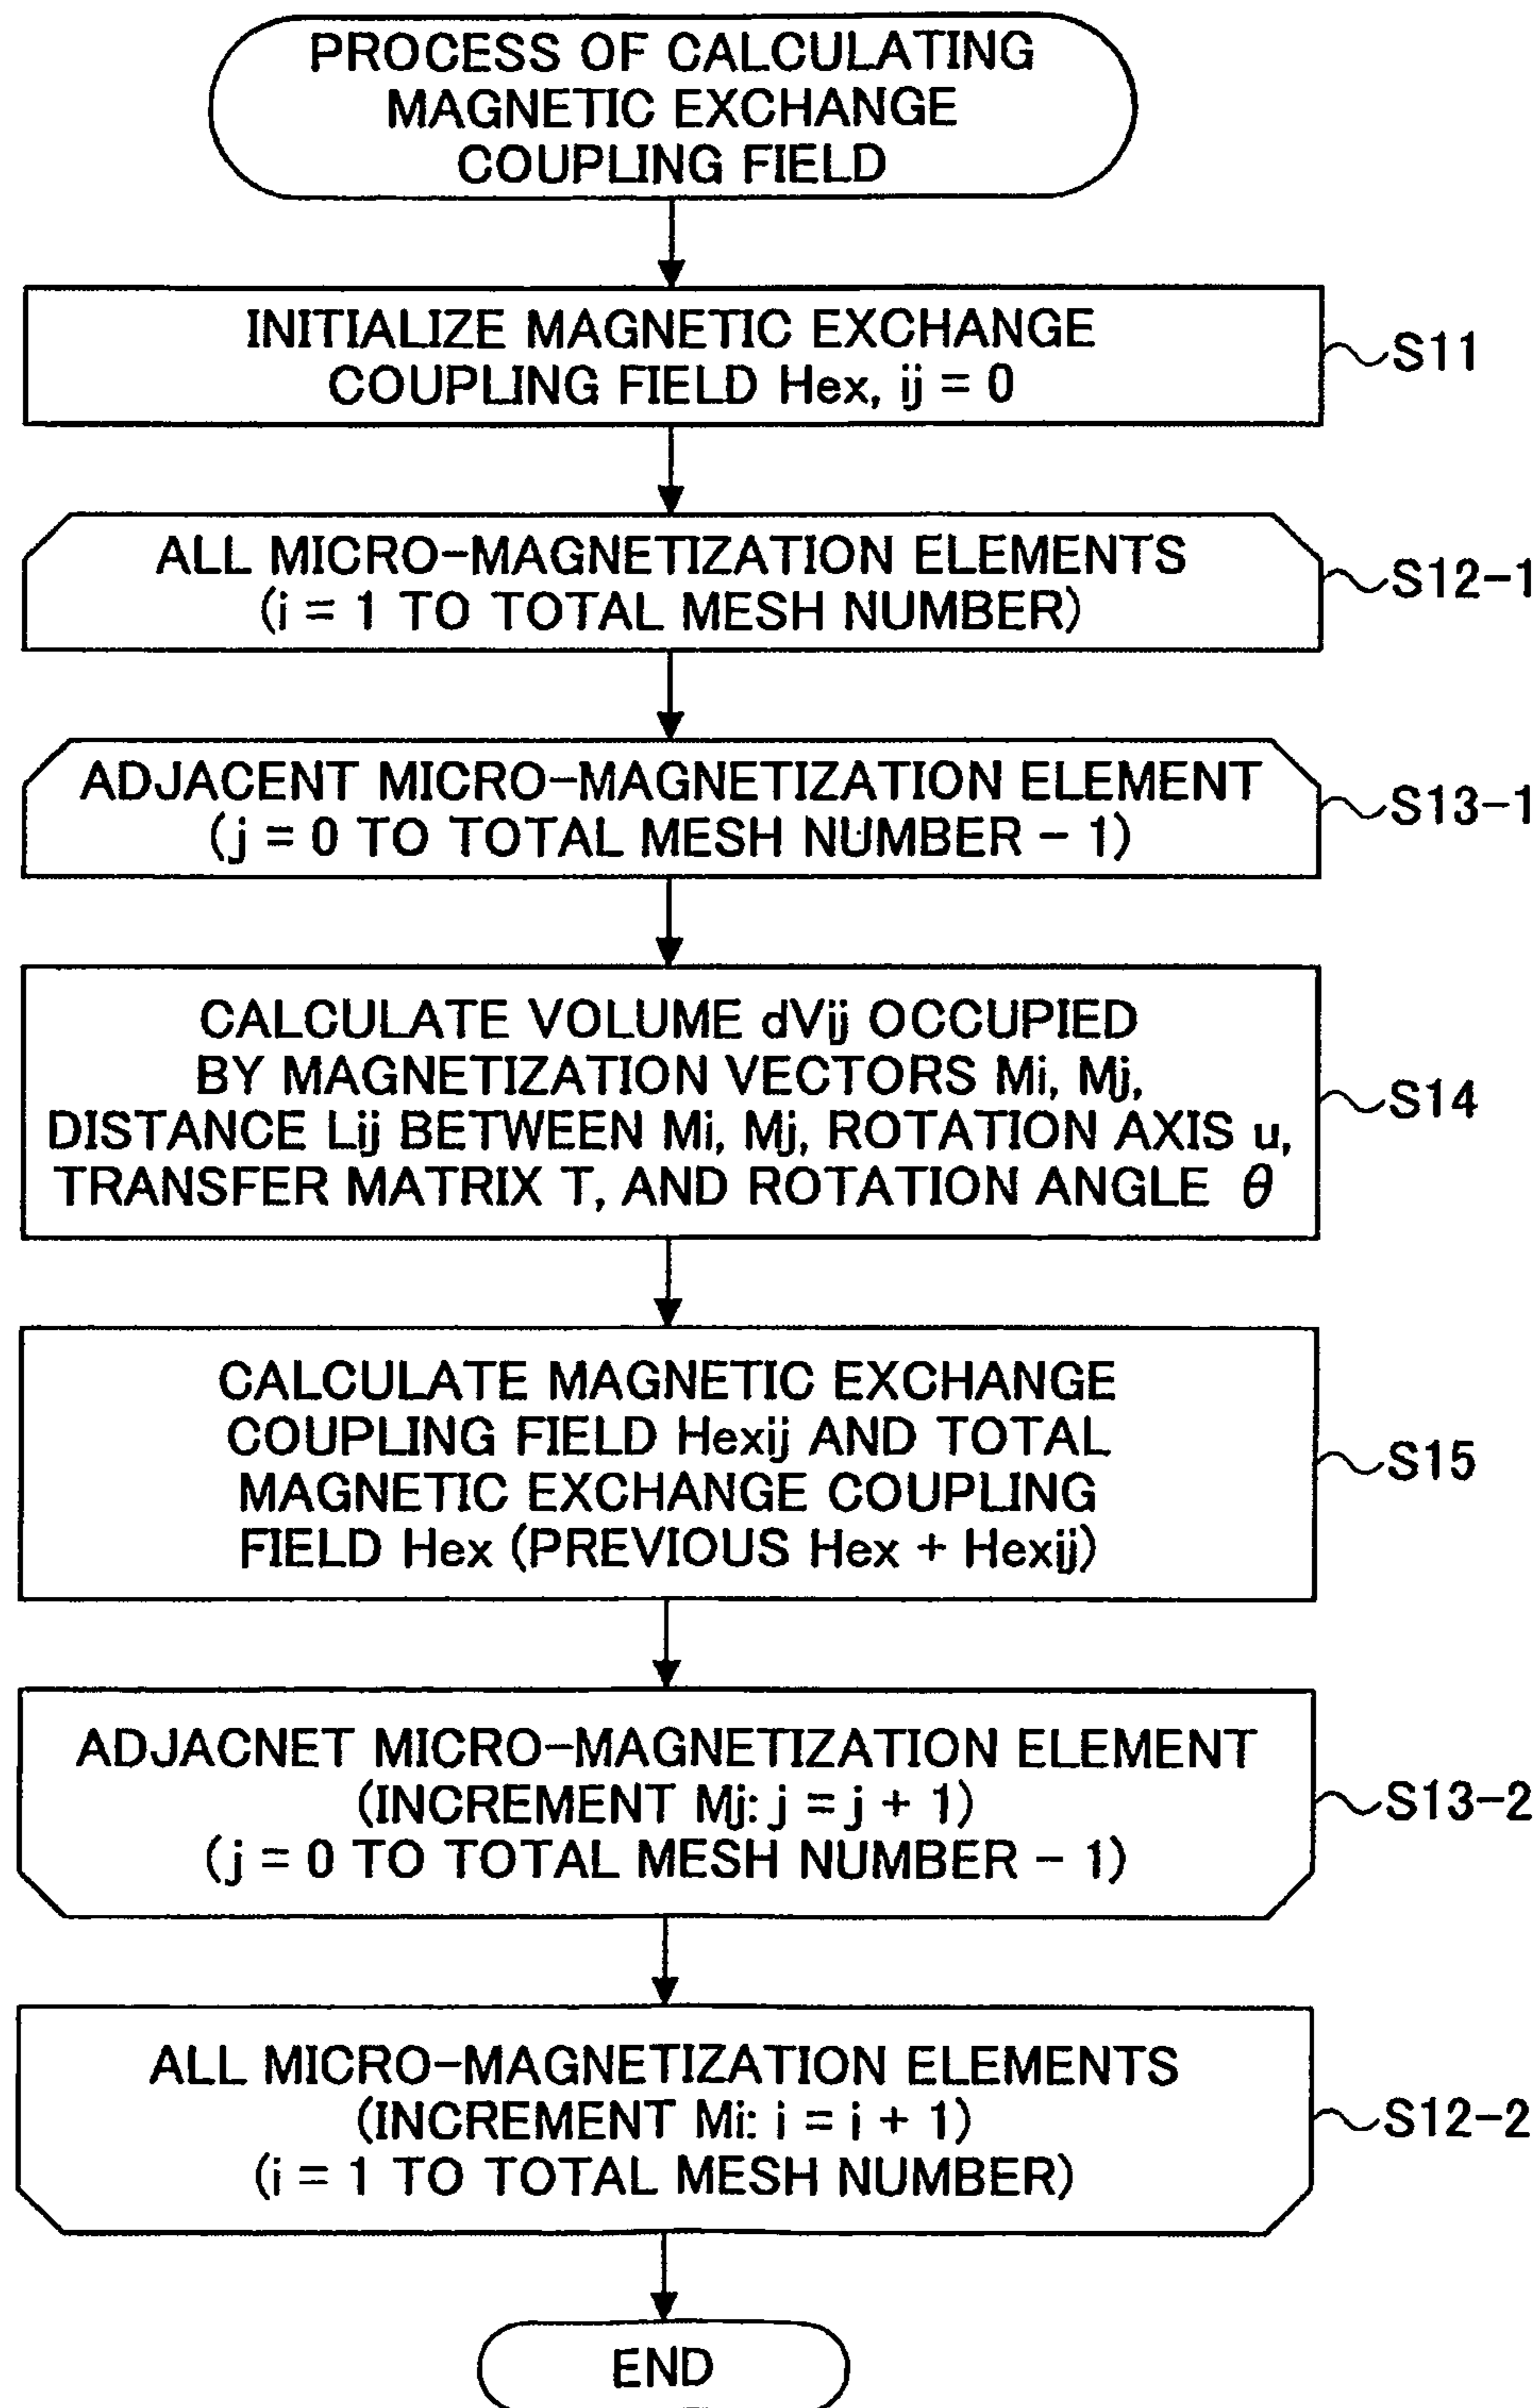 PROCESS OF CALCULATING
MAGNETIC EXCHANGE
COUPLING FIELD
INITIALIZE MAGNETIC EXCHANGE
COUPLING FIELD Hex, ij = 0
S11
ALL MICRO-MAGNETIZATION ELEMENTS
(i = 1 TO TOTAL MESH NUMBER)
S12-1
ADJACENT MICRO-MAGNETIZATION ELEMENT
(j = 0 TO TOTAL MESH NUMBER - 1)
S13-1
CALCULATE VOLUME dVij OCCUPIED
BY MAGNETIZATION VECTORS Mi, Mj,
DISTANCE Lij BETWEEN Mi, Mj, ROTATION AXIS u,
TRANSFER MATRIX T, AND ROTATION ANGLE θ
S14
CALCULATE MAGNETIC EXCHANGE
COUPLING FIELD Hexij AND TOTAL
MAGNETIC EXCHANGE COUPLING
FIELD Hex (PREVIOUS Hex + Hexij)
S15
ADJACNET MICRO-MAGNETIZATION ELEMENT
(INCREMENT Mj: j = j + 1)
(j = 0 TO TOTAL MESH NUMBER - 1)
S13-2
ALL MICRO-MAGNETIZATION ELEMENTS
(INCREMENT Mi: i = i + 1)
(i = 1 TO TOTAL MESH NUMBER)
S12-2
END